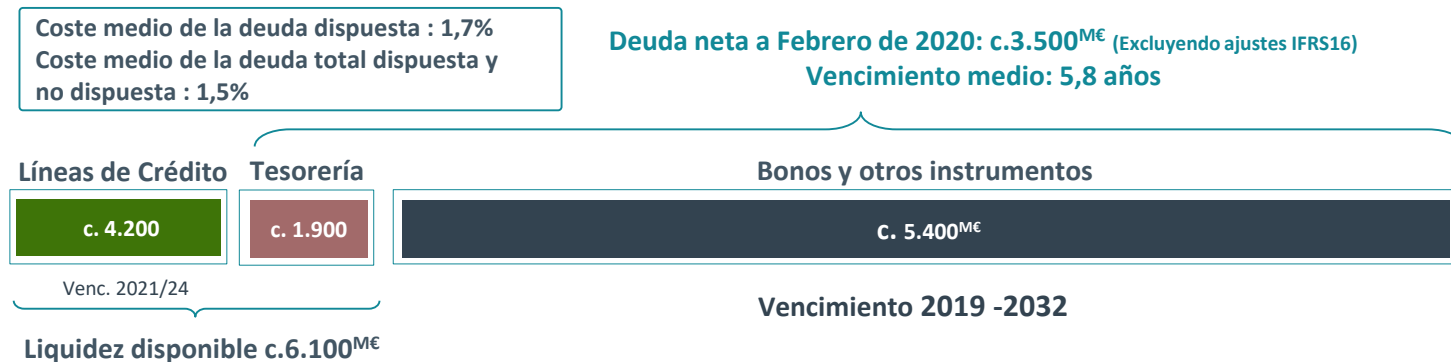 Coste medio de la deuda dispuesta : 1,7%
Coste medio de la deuda total dispuesta y
no dispuesta : 1,5%
Deuda neta a Febrero de 2020: c.3.500M€ (Excluyendo ajustes IFRS16)
Vencimiento medio: 5,8 años
Líneas de Crédito
Tesorería
Bonos y otros instrumentos
c. 4.200
c. 1.900
c. 5.400M€
Venc. 2021/24
Vencimiento 2019 -2032
Liquidez disponible c.6.100M€